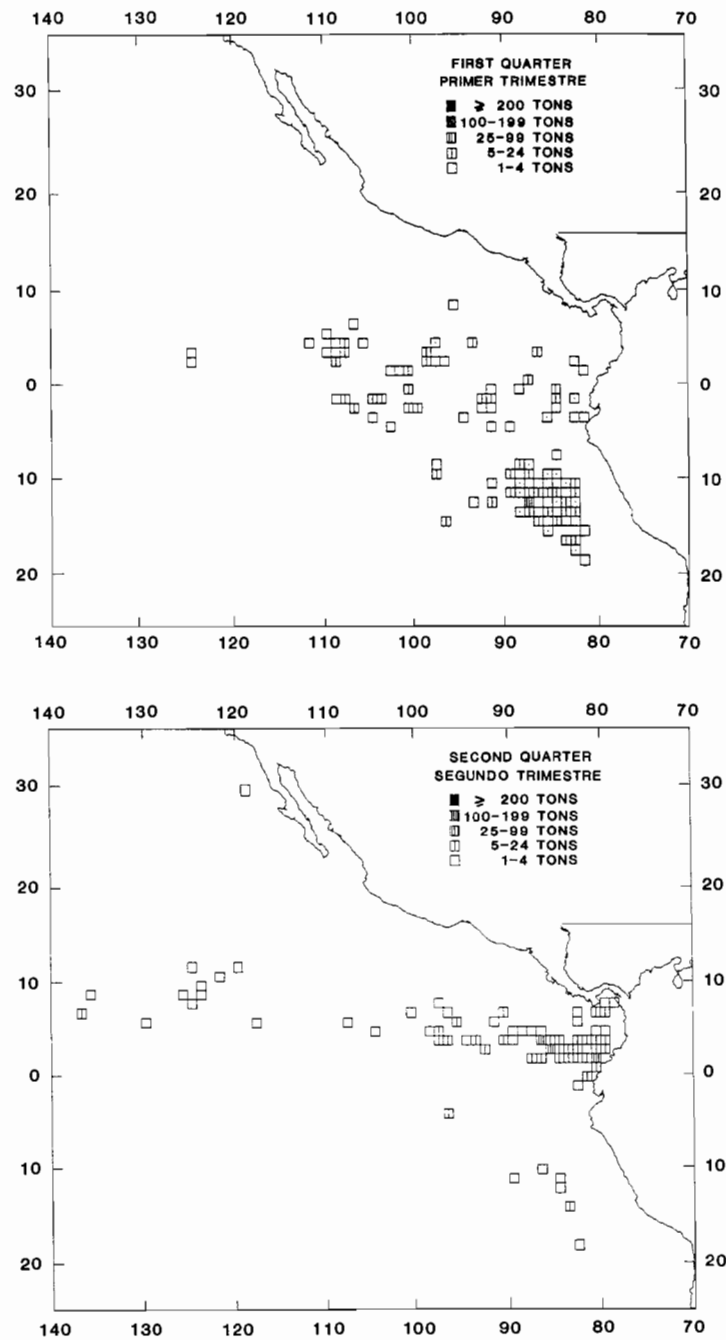 140 130 120 110 100 90 80 70
FIRST QUARTER
PRIMER TRIMESTRE
≥ 200 TONS
100-199 TONS
25-99 TONS
5-24 TONS
1-4 TONS
30 30
20 20
10 10
0 0
10 10
20 20
140 130 120 110 100 90 80 70
140 130 120 110 100 90 80 70
SECOND QUARTER
SEGUNDO TRIMESTRE
≥ 200 TONS
100-199 TONS
25-99 TONS
5-24 TONS
1-4 TONS
30 30
20 20
10 10
0 0
10 10
20 20
140 130 120 110 100 90 80 70